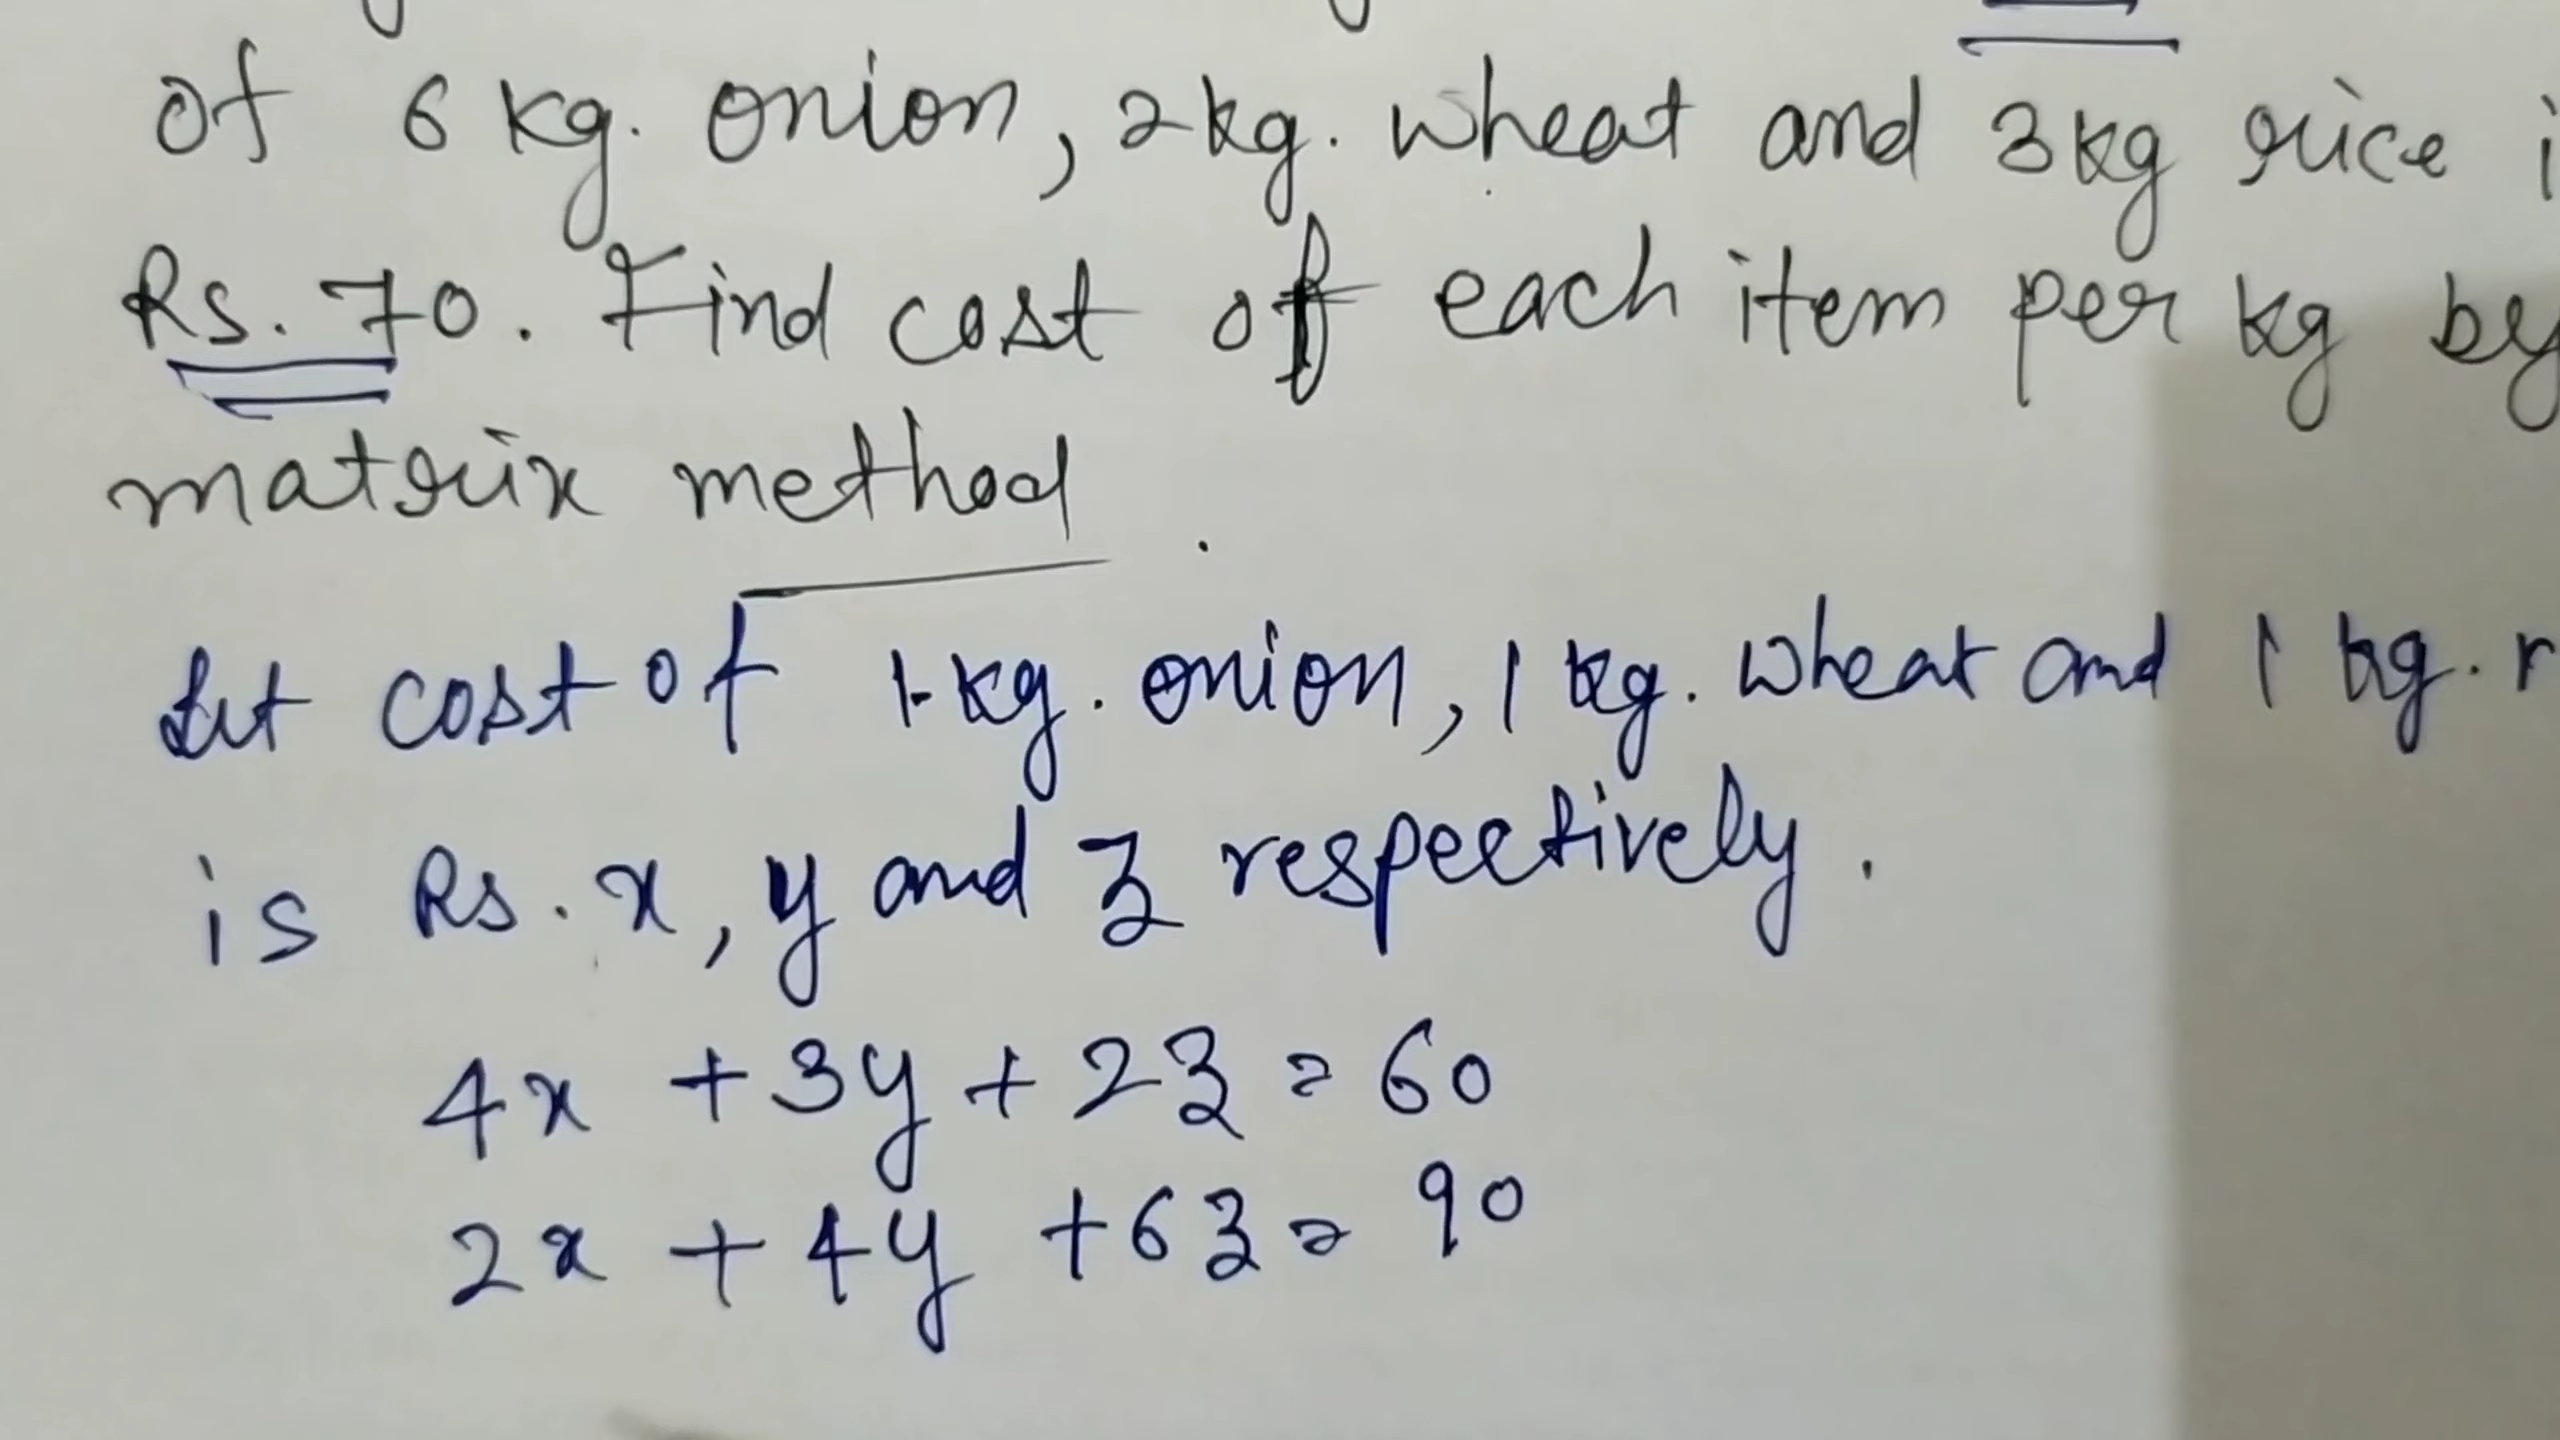 of 6 kg. onion, 2 kg. wheat and 3 kg rice i
Rs. 70. Find cost of each item per kg by
matrix method.
Let cost of 1 kg. onion, 1 kg. wheat and 1 kg. r
is Rs. x, y and z respectively.
4x + 3y + 2z = 60
2x + 4y + 6z = 90